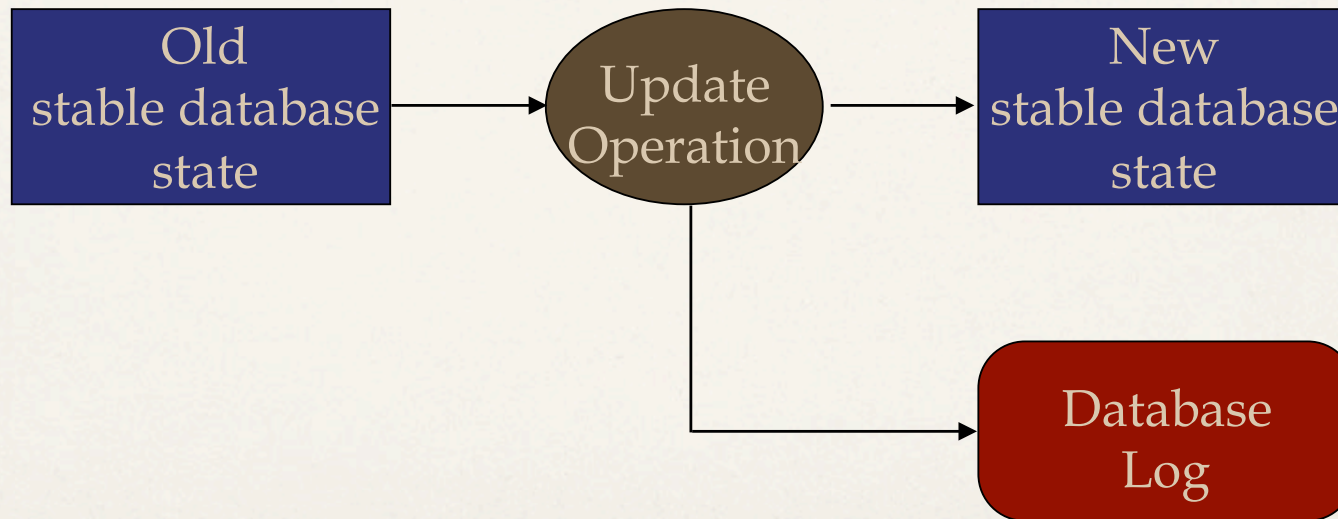 Old
stable database
state
Update
Operation
New
stable database
state
Database
Log